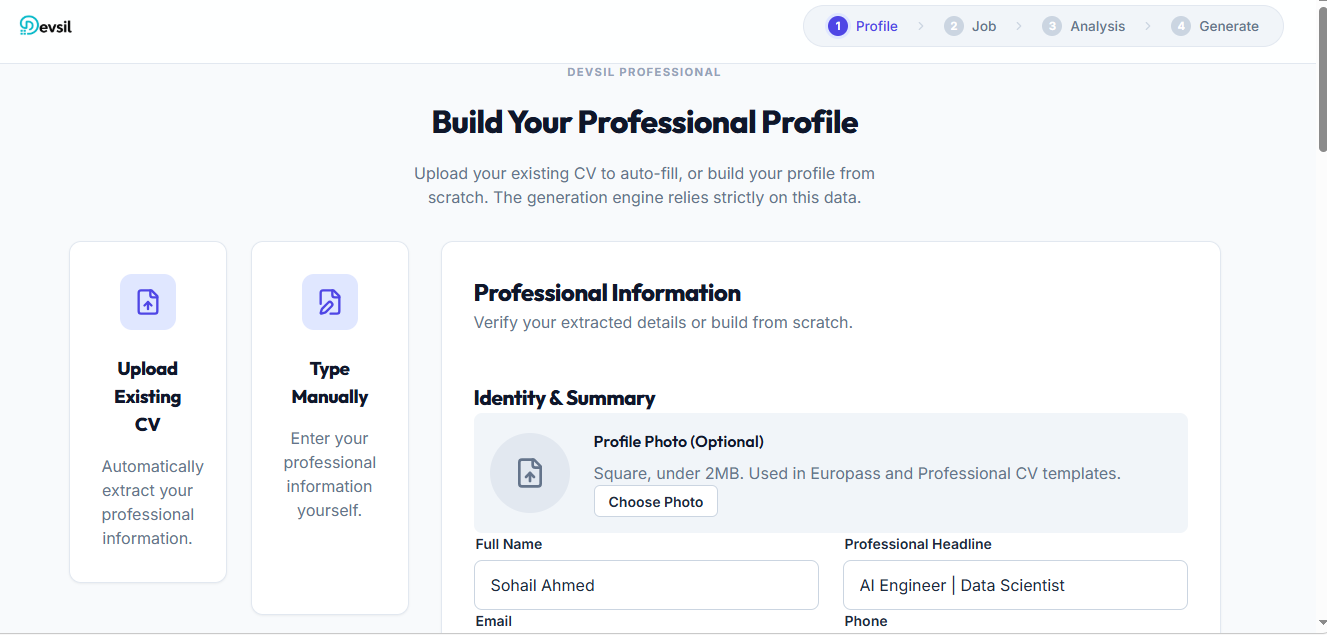 Devsil
1 Profile
2 Job
3 Analysis
4 Generate
DEVSIL PROFESSIONAL
Build Your Professional Profile
Upload your existing CV to auto-fill, or build your profile from
scratch. The generation engine relies strictly on this data.
Upload
Existing
CV
Automatically
extract your
professional
information.
Type
Manually
Enter your
professional
information
yourself.
Professional Information
Verify your extracted details or build from scratch.
Identity & Summary
Profile Photo (Optional)
Square, under 2MB. Used in Europass and Professional CV templates.
Choose Photo
Full Name
Sohail Ahmed
Professional Headline
AI Engineer | Data Scientist
Email
Phone